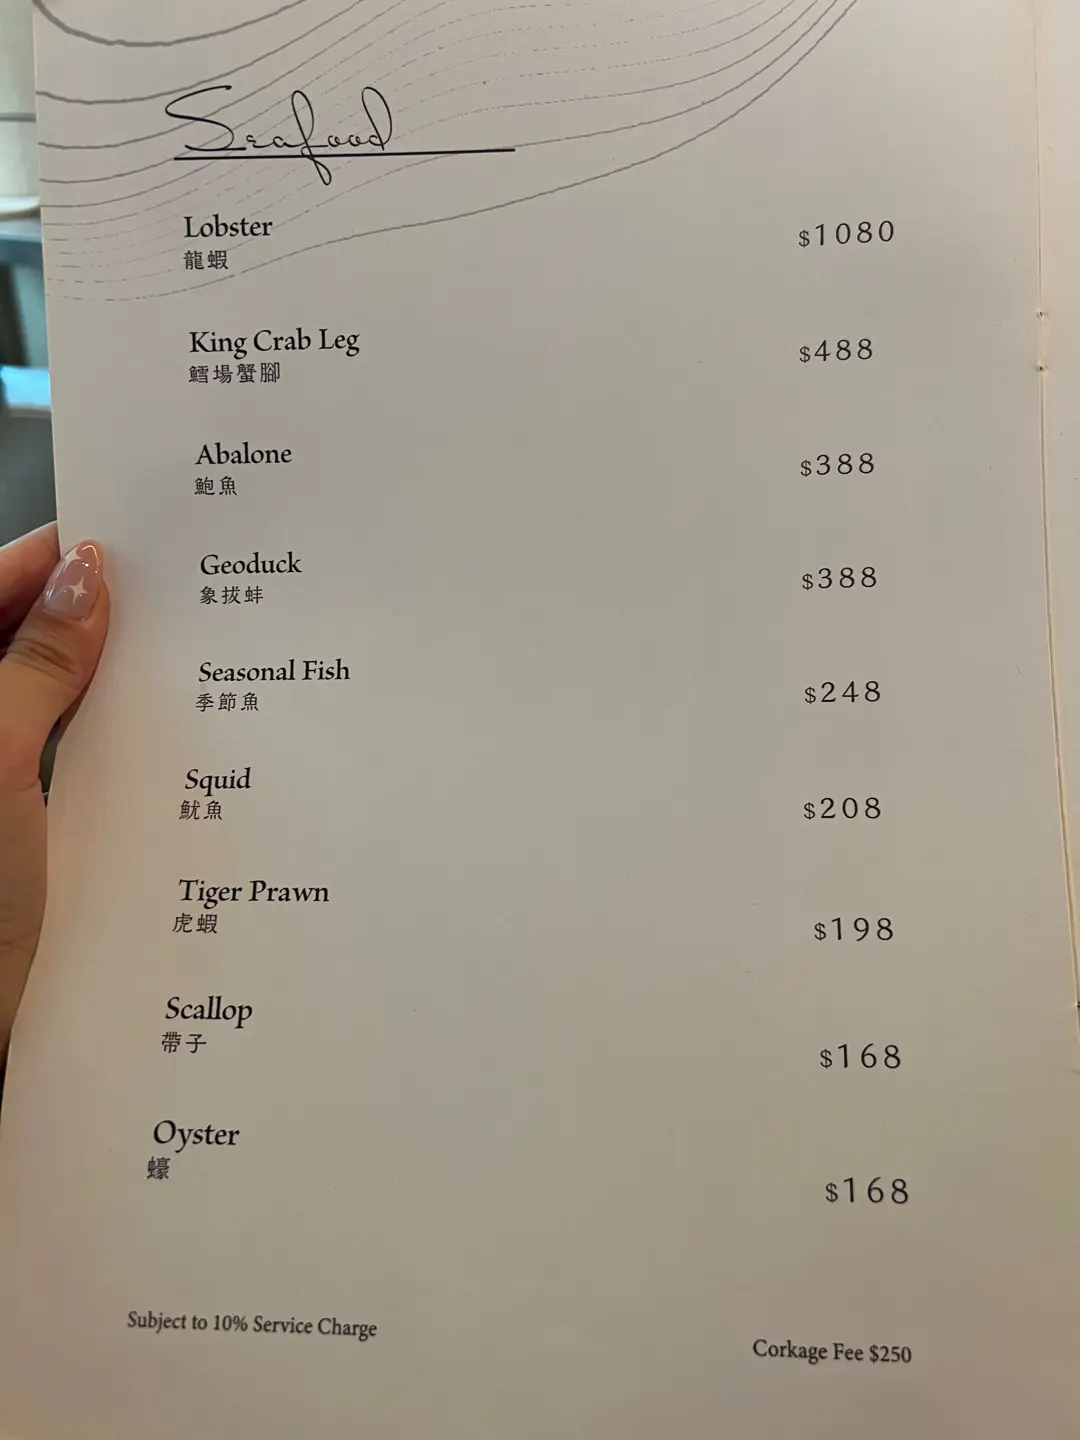 Seafood
Lobster
$1080
龍蝦
King Crab Leg
$488
鱈場蟹腳
Abalone
$388
鮑魚
Geoduck
$388
象拔蚌
Seasonal Fish
$248
季節魚
Squid
$208
魷魚
Tiger Prawn
$198
虎蝦
Scallop
$168
帶子
Oyster
$168
蠔
Subject to 10% Service Charge
Corkage Fee $250